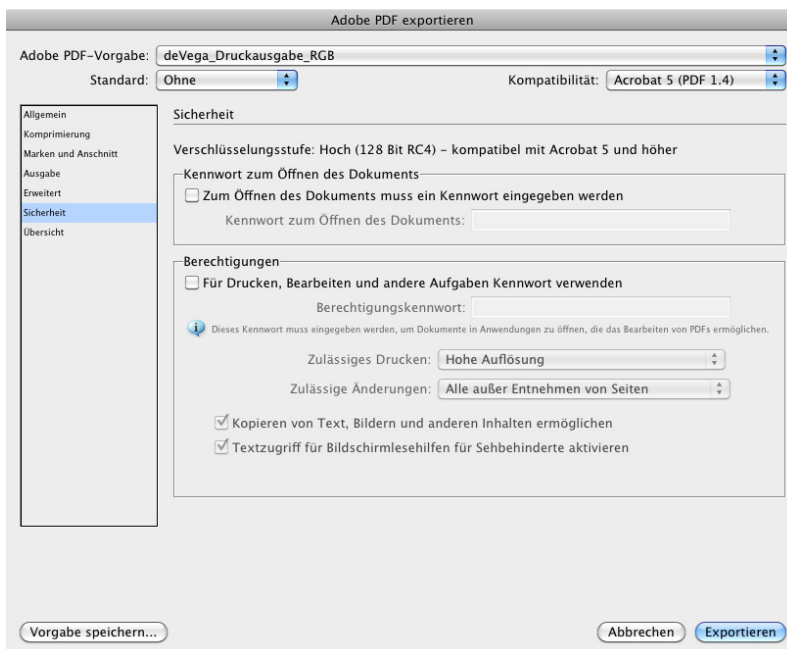 Adobe PDF exportieren
Adobe PDF-Vorgabe: deVega_Druckausgabe_RGB
Standard: Ohne Kompatibilität: Acrobat 5 (PDF 1.4)
Allgemein
Komprimierung
Marken und Anschnitt
Ausgabe
Erweitert
Sicherheit
Übersicht
Sicherheit
Verschlüsselungsstufe: Hoch (128 Bit RC4) – kompatibel mit Acrobat 5 und höher
Kennwort zum Öffnen des Dokuments
Zum Öffnen des Dokuments muss ein Kennwort eingegeben werden
Kennwort zum Öffnen des Dokuments:
Berechtigungen
Für Drucken, Bearbeiten und andere Aufgaben Kennwort verwenden
Berechtigungskennwort:
Dieses Kennwort muss eingegeben werden, um Dokumente in Anwendungen zu öffnen, die das Bearbeiten von PDFs ermöglichen.
Zulässiges Drucken: Hohe Auflösung
Zulässige Änderungen: Alle außer Entnehmen von Seiten
Kopieren von Text, Bildern und anderen Inhalten ermöglichen
Textzugriff für Bildschirmlesehilfen für Sehbehinderte aktivieren
Vorgabe speichern... Abbrechen Exportieren